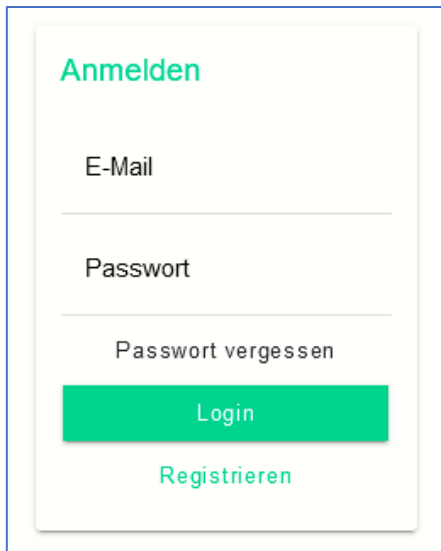 Anmelden
E-Mail
Passwort
Passwort vergessen
Login
Registrieren